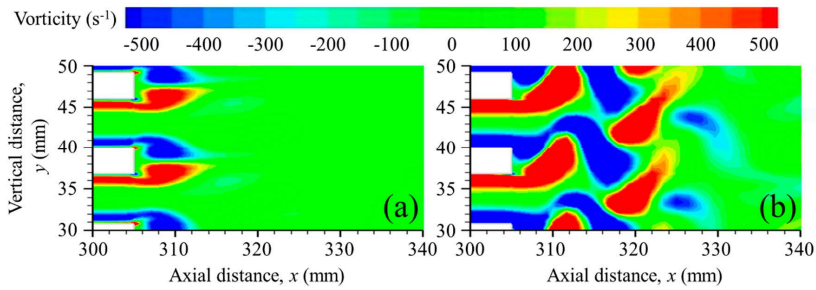 Vorticity (s⁻¹)
-500 -400 -300 -200 -100 0 100 200 300 400 500
Vertical distance,
y (mm)
50
45
40
35
30
(a)
300 310 320 330 340
Axial distance, x (mm)
50
45
40
35
30
(b)
300 310 320 330 340
Axial distance, x (mm)